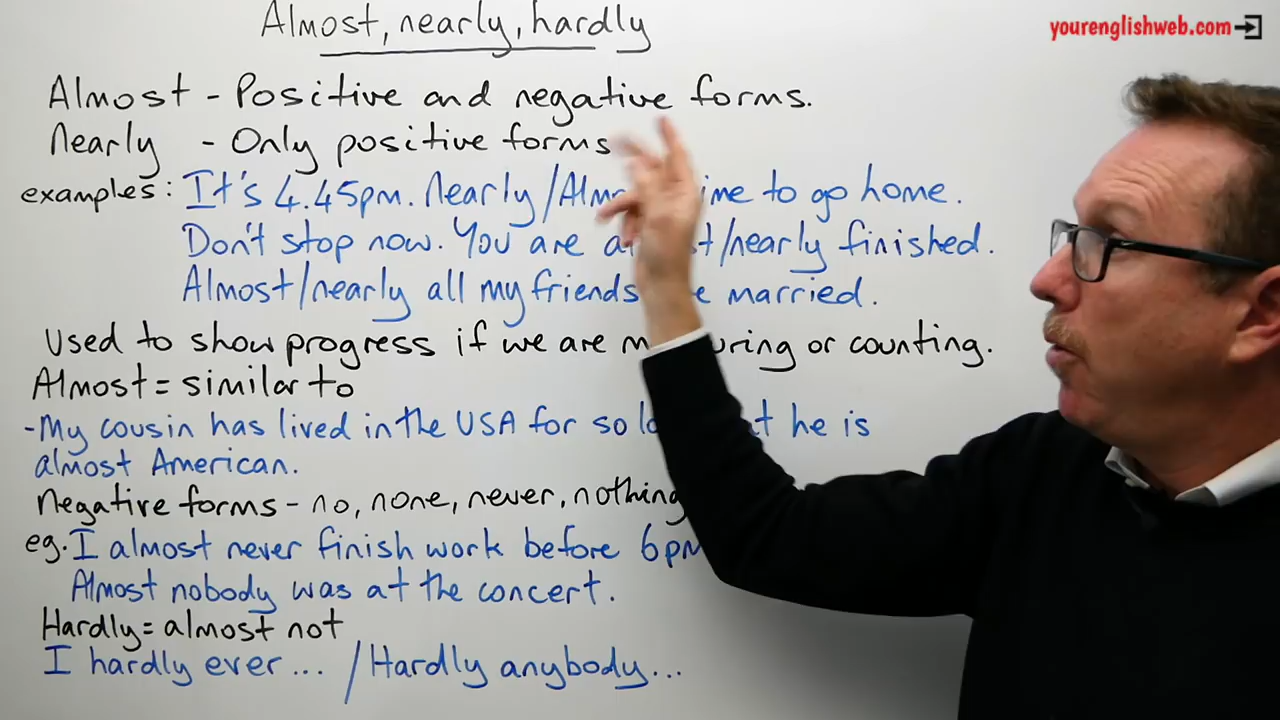 Almost, nearly, hardly
yourenglishweb.com
Almost - Positive and negative forms.
Nearly - Only positive forms
examples: It's 4.45pm. Nearly/Alm ime to go home.
Don't stop now. You are a t/nearly finished.
Almost/nearly all my friends e married.
Used to show progress if we are m uring or counting.
Almost = similar to
- My cousin has lived in the USA for so lo t he is
almost American.
Negative forms - no, none, never, nothing
eg. I almost never finish work before 6pm
Almost nobody was at the concert.
Hardly = almost not
I hardly ever... / Hardly anybody...